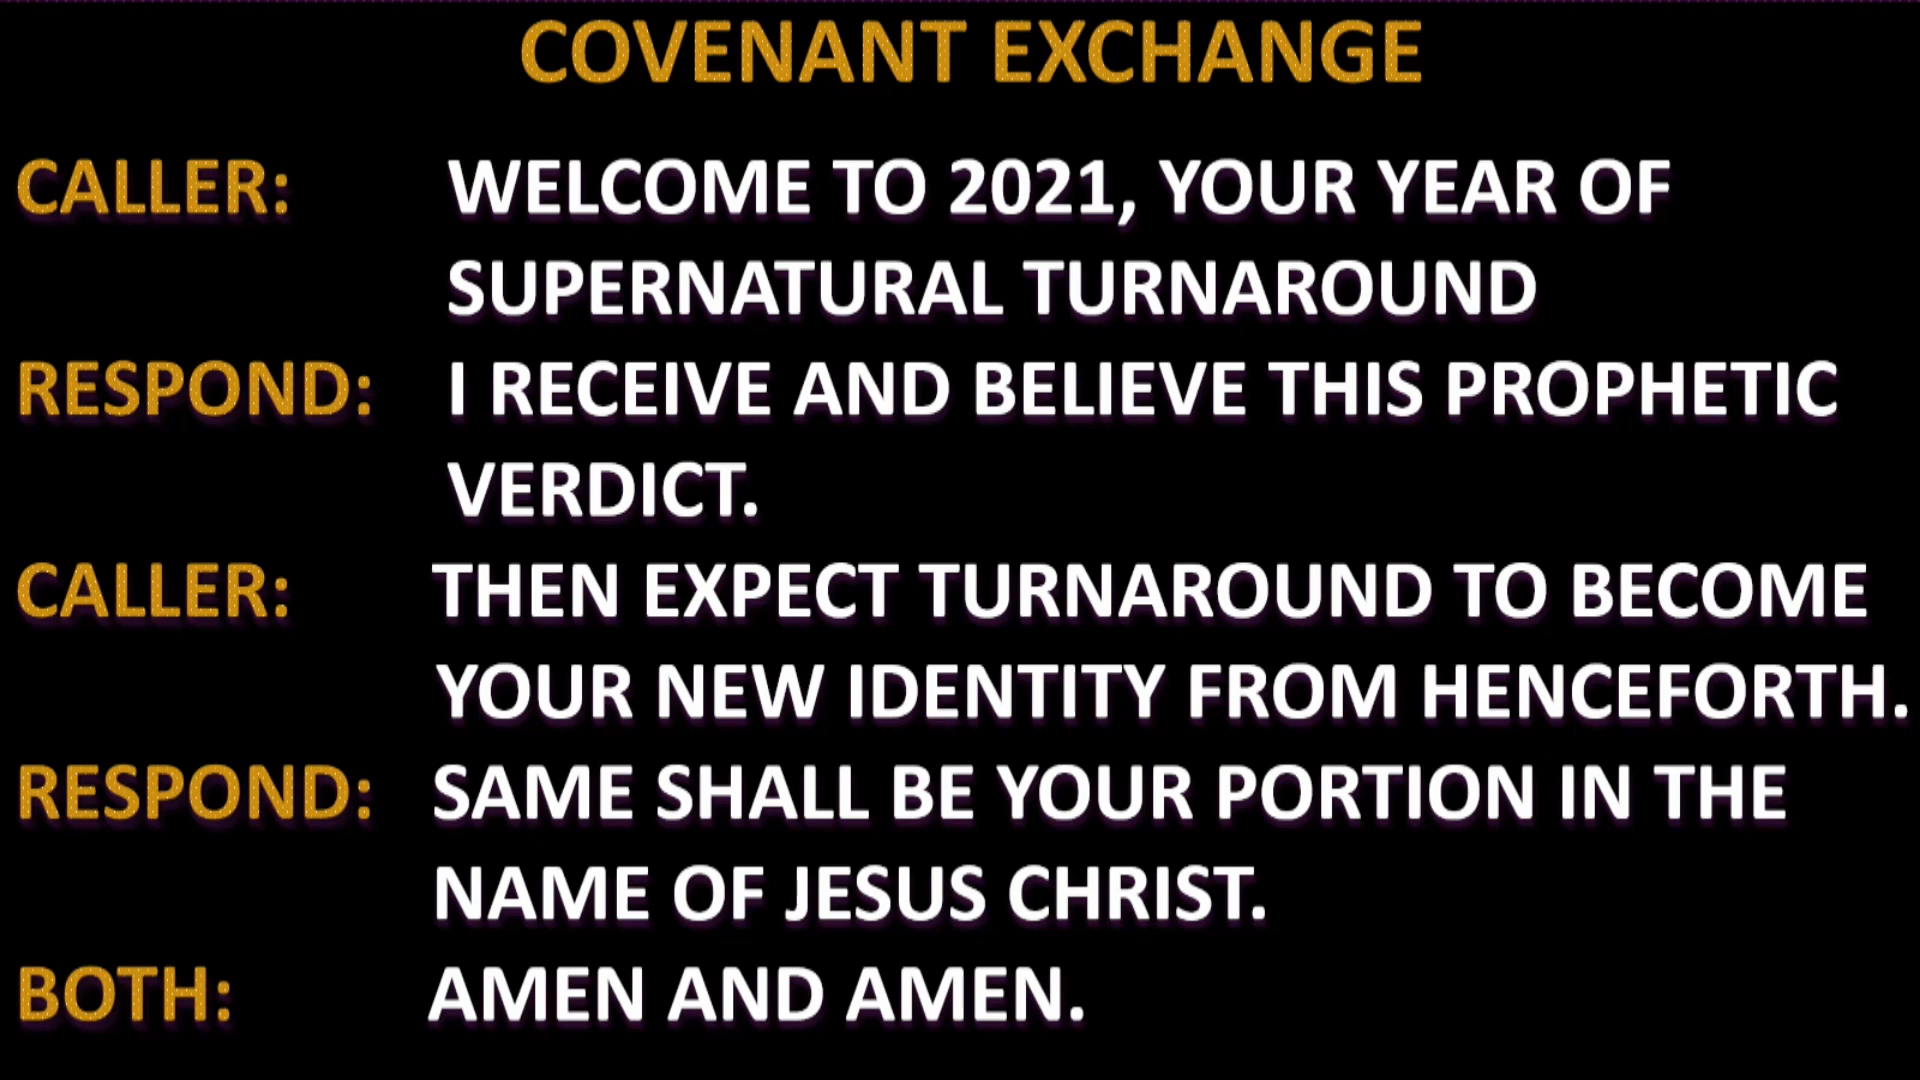 COVENANT EXCHANGE
CALLER: WELCOME TO 2021, YOUR YEAR OF
SUPERNATURAL TURNAROUND
RESPOND: I RECEIVE AND BELIEVE THIS PROPHETIC
VERDICT.
CALLER: THEN EXPECT TURNAROUND TO BECOME
YOUR NEW IDENTITY FROM HENCEFORTH.
RESPOND: SAME SHALL BE YOUR PORTION IN THE
NAME OF JESUS CHRIST.
BOTH: AMEN AND AMEN.